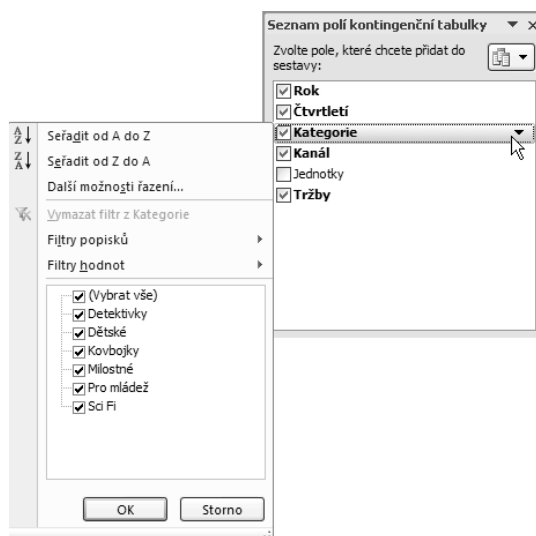 Seznam polí kontingenční tabulky
Zvolte pole, které chcete přidat do
sestavy:
Rok
Čtvrtletí
Kategorie
Kanál
Jednotky
Tržby
Seřadit od A do Z
Seřadit od Z do A
Další možnosti řazení...
Vymazat filtr z Kategorie
Filtry popisků
Filtry hodnot
(Vybrat vše)
Detektivky
Dětské
Kovbojky
Milostné
Pro mládež
Sci Fi
OK Storno